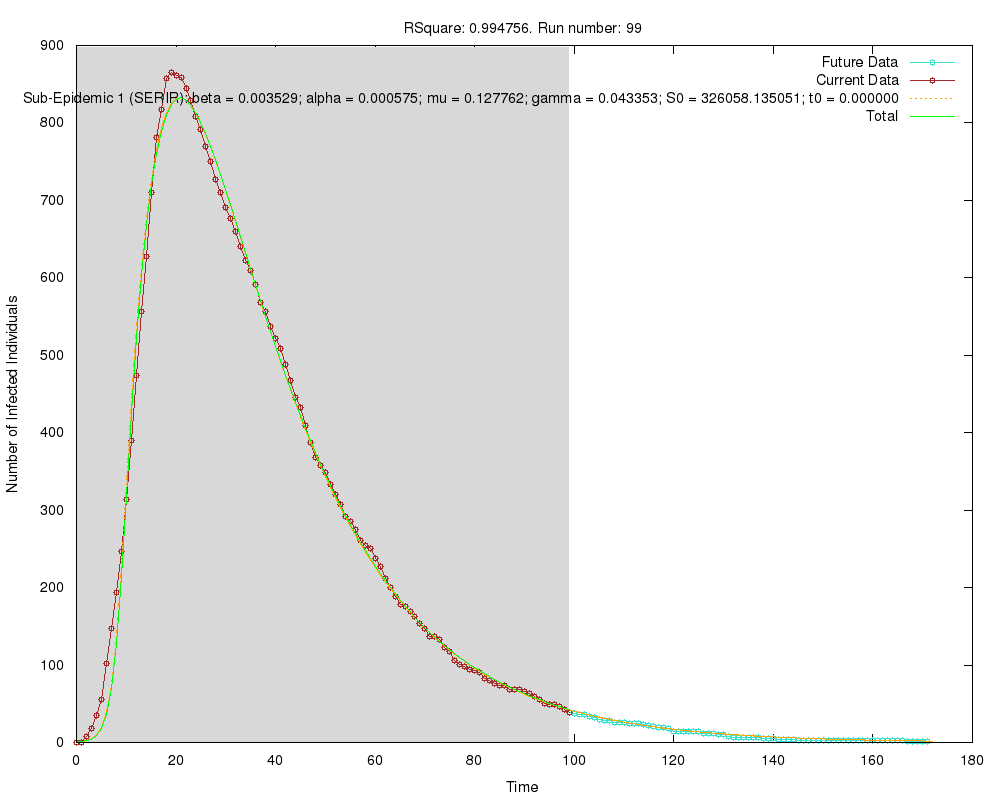 RSquare: 0.994756. Run number: 99
900
800
700
600
500
400
300
200
100
0
Number of Infected Individuals
Future Data
Current Data
Sub-Epidemic 1 (SERIR): beta = 0.003529; alpha = 0.000575; mu = 0.127762; gamma = 0.043353; S0 = 326058.135051; t0 = 0.000000
Total
0 20 40 60 80 100 120 140 160 180
Time